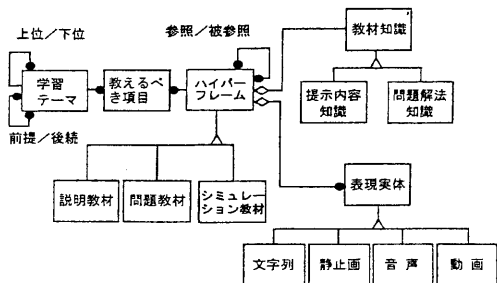 上位／下位
参照／被参照
教材知識
学習
テーマ
教えるべ
き項目
ハイパー
フレーム
提示内容
知識
問題解法
知識
前提／後続
説明教材
問題教材
シミュレー
ション教材
表現実体
文字列
静止画
音 声
動 画